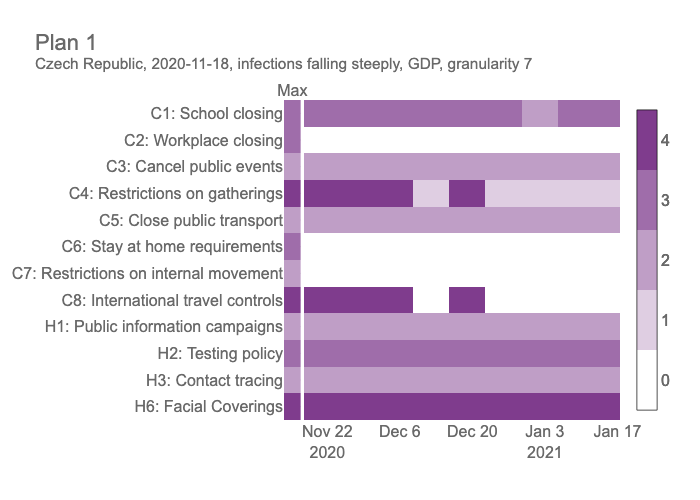 Plan 1
Czech Republic, 2020-11-18, infections falling steeply, GDP, granularity 7
Max
C1: School closing
C2: Workplace closing
C3: Cancel public events
C4: Restrictions on gatherings
C5: Close public transport
C6: Stay at home requirements
C7: Restrictions on internal movement
C8: International travel controls
H1: Public information campaigns
H2: Testing policy
H3: Contact tracing
H6: Facial Coverings
Nov 22 Dec 6 Dec 20 Jan 3 Jan 17
2020 2021
4
3
2
1
0